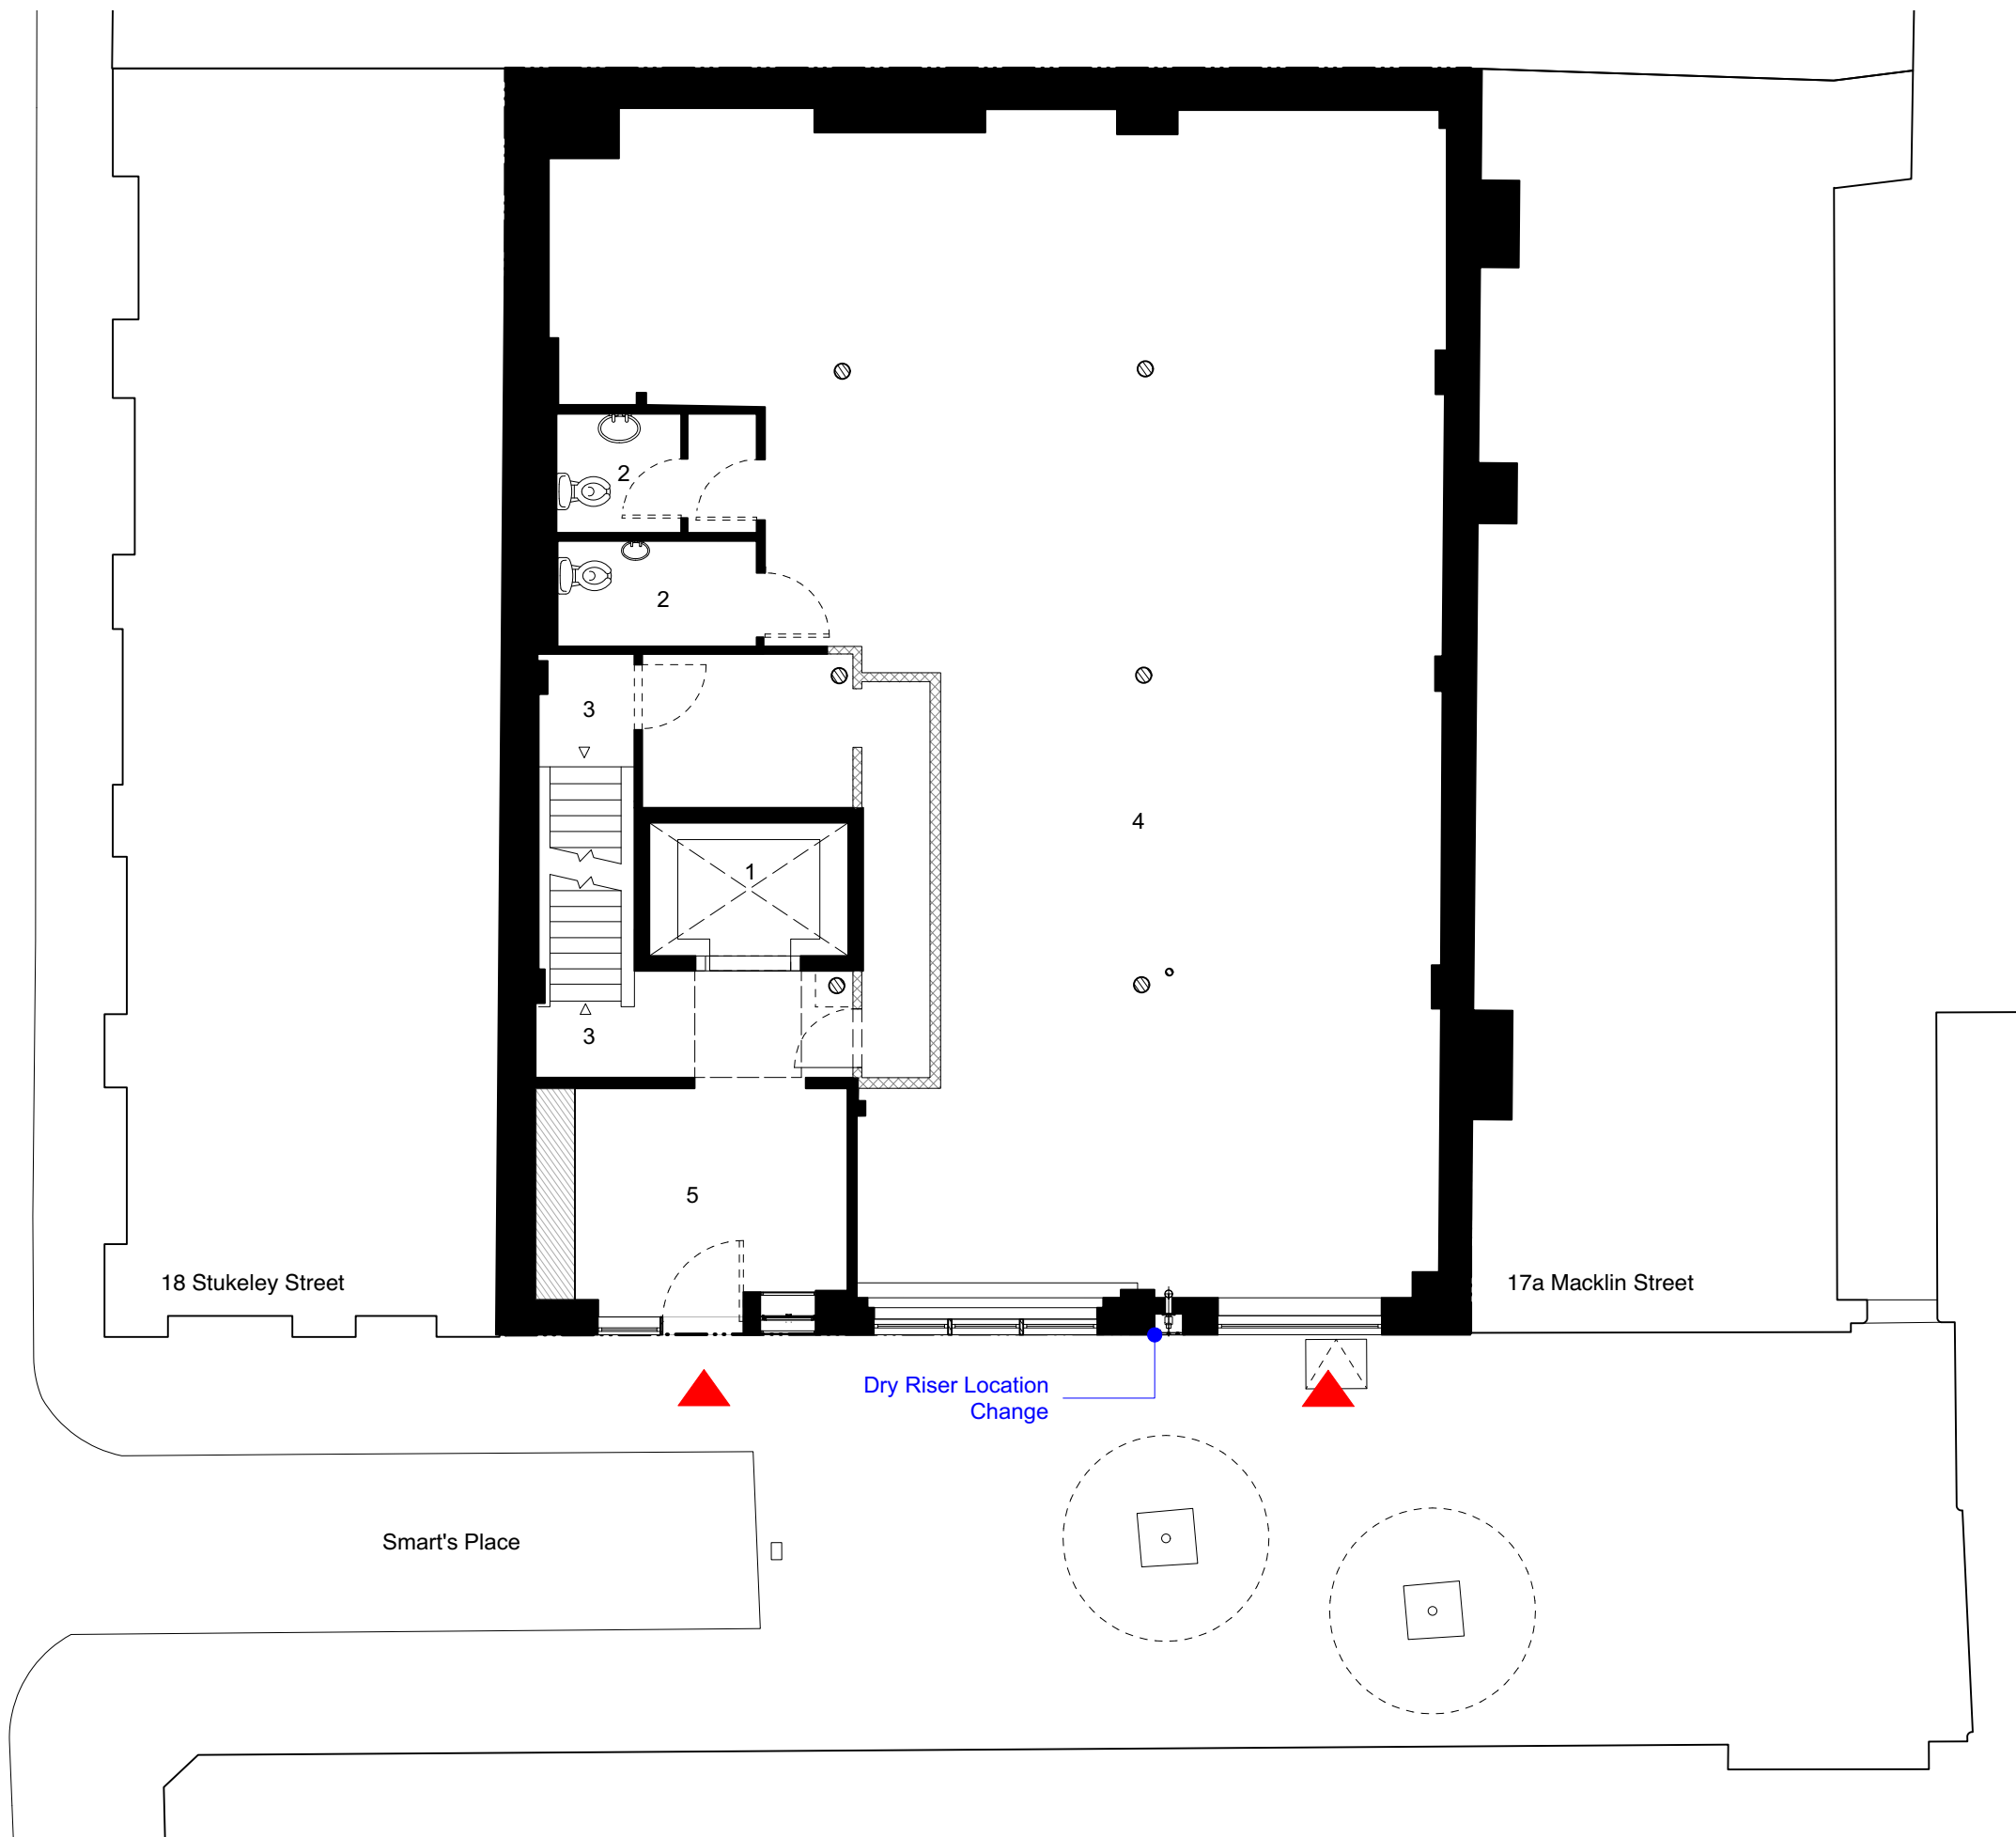 2
2
3
4
1
3
5
18 Stukeley Street
17a Macklin Street
Dry Riser Location
Change
Smart's Place